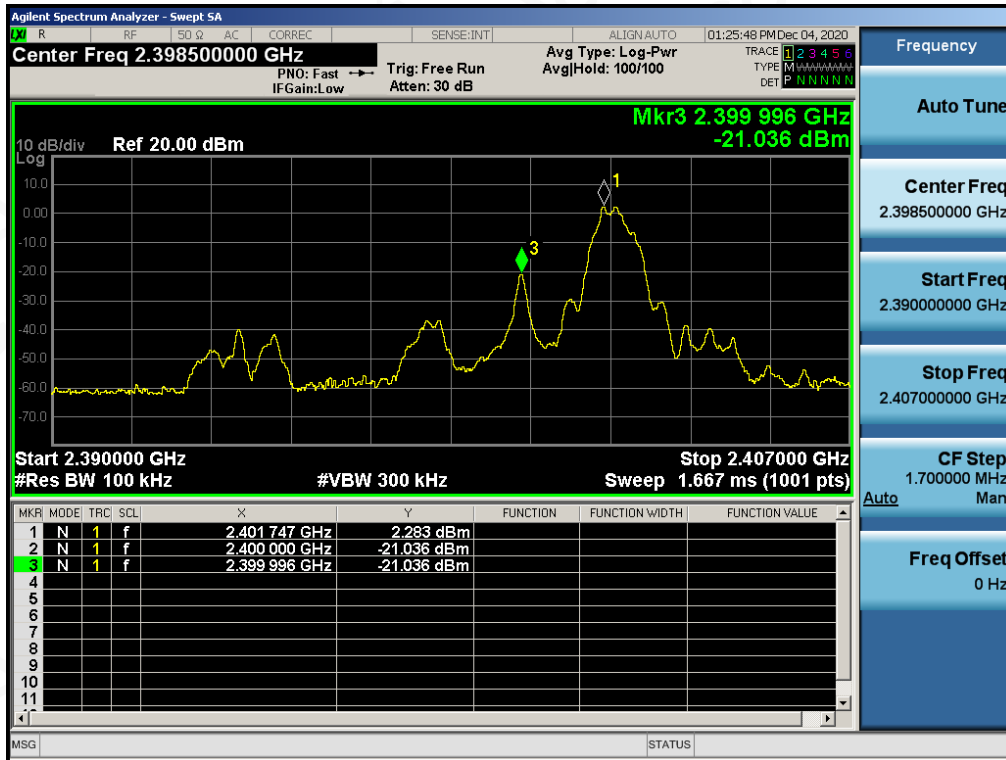 Agilent Spectrum Analyzer - Swept SA
LXI R RF 50 Ω AC CORREC SENSE:INT ALIGN AUTO 01:25:48 PM Dec 04, 2020
Center Freq 2.398500000 GHz
PNO: Fast
IFGain:Low
Trig: Free Run
Atten: 30 dB
Avg Type: Log-Pwr
Avg|Hold: 100/100
TRACE 1 2 3 4 5 6
TYPE M WWWWW
DET P N N N N N
Mkr3 2.399 996 GHz
-21.036 dBm
10 dB/div Ref 20.00 dBm
Log
10.0
0.00
-10.0
-20.0
-30.0
-40.0
-50.0
-60.0
-70.0
1
3
Start 2.390000 GHz Stop 2.407000 GHz
#Res BW 100 kHz #VBW 300 kHz Sweep 1.667 ms (1001 pts)
MKR MODE TRC SCL X Y FUNCTION FUNCTION WIDTH FUNCTION VALUE
1 N 1 f 2.401 747 GHz 2.283 dBm
2 N 1 f 2.400 000 GHz -21.036 dBm
3 N 1 f 2.399 996 GHz -21.036 dBm
4
5
6
7
8
9
10
11
MSG STATUS
Frequency
Auto Tune
Center Freq
2.398500000 GHz
Start Freq
2.390000000 GHz
Stop Freq
2.407000000 GHz
CF Step
1.700000 MHz
Auto Man
Freq Offset
0 Hz